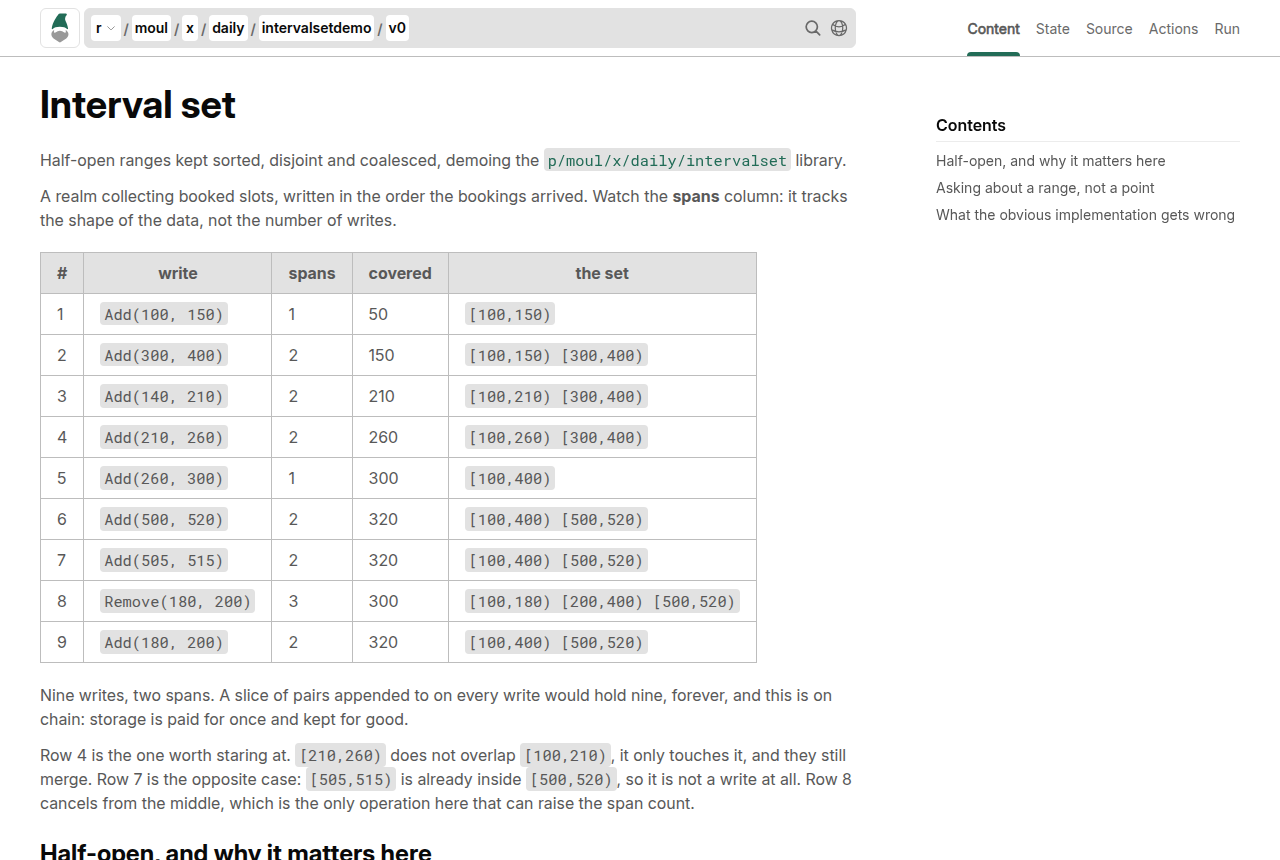 r / moul / x / daily / intervalsetdemo / v0
Content State Source Actions Run
Interval set
Half-open ranges kept sorted, disjoint and coalesced, demoing the p/moul/x/daily/intervalset library.
A realm collecting booked slots, written in the order the bookings arrived. Watch the spans column: it tracks
the shape of the data, not the number of writes.
# write spans covered the set
1 Add(100, 150) 1 50 [100,150)
2 Add(300, 400) 2 150 [100,150) [300,400)
3 Add(140, 210) 2 210 [100,210) [300,400)
4 Add(210, 260) 2 260 [100,260) [300,400)
5 Add(260, 300) 1 300 [100,400)
6 Add(500, 520) 2 320 [100,400) [500,520)
7 Add(505, 515) 2 320 [100,400) [500,520)
8 Remove(180, 200) 3 300 [100,180) [200,400) [500,520)
9 Add(180, 200) 2 320 [100,400) [500,520)
Nine writes, two spans. A slice of pairs appended to on every write would hold nine, forever, and this is on
chain: storage is paid for once and kept for good.
Row 4 is the one worth staring at. [210,260) does not overlap [100,210), it only touches it, and they still
merge. Row 7 is the opposite case: [505,515) is already inside [500,520), so it is not a write at all. Row 8
cancels from the middle, which is the only operation here that can raise the span count.
Half-open, and why it matters here
Contents
Half-open, and why it matters here
Asking about a range, not a point
What the obvious implementation gets wrong